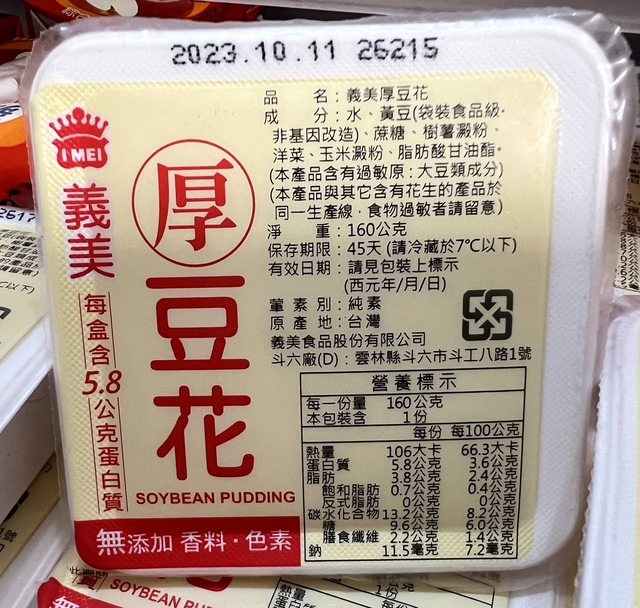 2023.10.11 26215
I MEI
義美
厚
豆花
SOYBEAN PUDDING
每盒含
5.8
公克蛋白質
無添加 香料·色素
品 名：義美厚豆花
成 分：水、黃豆(袋裝食品級,
非基因改造)、蔗糖、樹薯澱粉、
洋菜、玉米澱粉、脂肪酸甘油酯。
(本產品含有過敏原：大豆類成分)
(本產品與其它含有花生的產品於
同一生產線，食物過敏者請留意)
淨 重：160公克
保存期限：45天 (請冷藏於7℃以下)
有效日期：請見包裝上標示
(西元年/月/日)
葷 素 別：純素
原 產 地：台灣
義美食品股份有限公司
斗六廠(D)：雲林縣斗六市斗工八路1號
營養標示
每一份量 160公克
本包裝含 1份
每份 每100公克
熱量 106大卡 66.3大卡
蛋白質 5.8公克 3.6公克
脂肪 3.8公克 2.4公克
飽和脂肪 0.7公克 0.4公克
反式脂肪 0公克 0公克
碳水化合物 13.2公克 8.2公克
糖 9.6公克 6.0公克
膳食纖維 2.2公克 1.4公克
鈉 11.5毫克 7.2毫克
2617
SOYBEAN PU